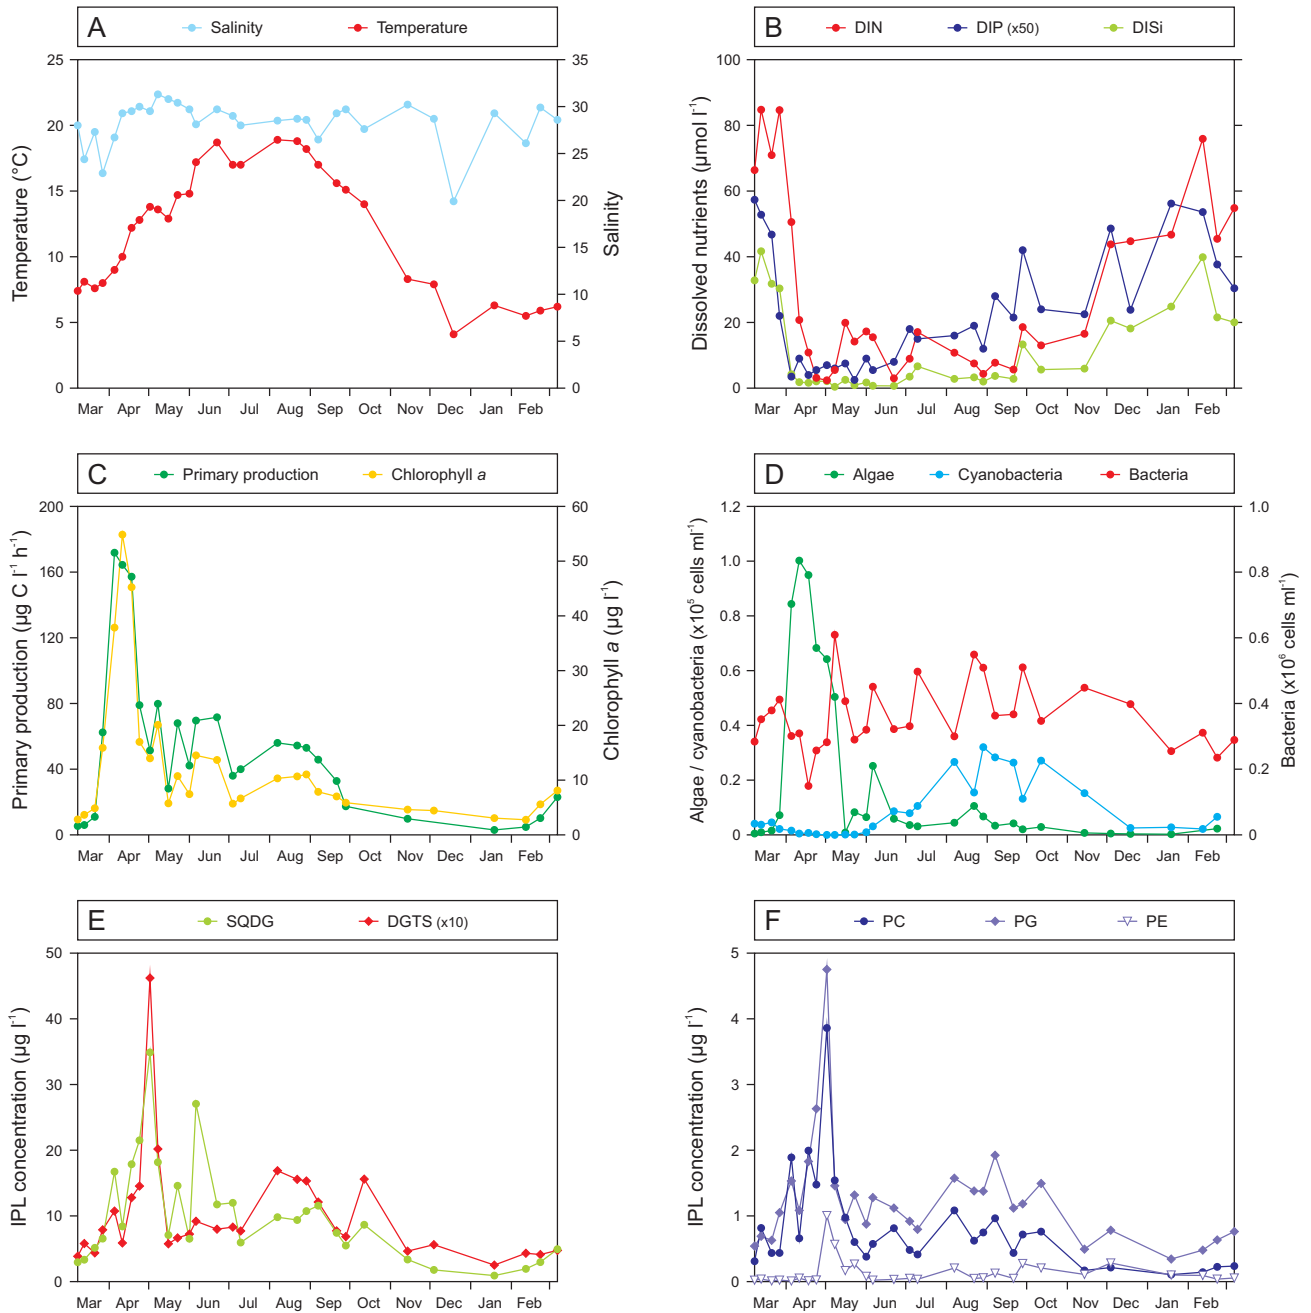 A Salinity Temperature
25 20 15 10 5 0
Temperature (°C)
35 30 25 20 15 10 5 0
Salinity
Mar Apr May Jun Jul Aug Sep Oct Nov Dec Jan Feb
B DIN DIP (x50) DISi
100 80 60 40 20 0
Dissolved nutrients (µmol l⁻¹)
Mar Apr May Jun Jul Aug Sep Oct Nov Dec Jan Feb
C Primary production Chlorophyll a
200 160 120 80 40 0
Primary production (µg C l⁻¹ h⁻¹)
60 50 40 30 20 10 0
Chlorophyll a (µg l⁻¹)
Mar Apr May Jun Jul Aug Sep Oct Nov Dec Jan Feb
D Algae Cyanobacteria Bacteria
1.2 1.0 0.8 0.6 0.4 0.2 0
Algae / cyanobacteria (x10⁵ cells ml⁻¹)
1.0 0.8 0.6 0.4 0.2 0
Bacteria (x10⁶ cells ml⁻¹)
Mar Apr May Jun Jul Aug Sep Oct Nov Dec Jan Feb
E SQDG DGTS (x10)
50 40 30 20 10 0
IPL concentration (µg l⁻¹)
Mar Apr May Jun Jul Aug Sep Oct Nov Dec Jan Feb
F PC PG PE
5 4 3 2 1 0
IPL concentration (µg l⁻¹)
Mar Apr May Jun Jul Aug Sep Oct Nov Dec Jan Feb